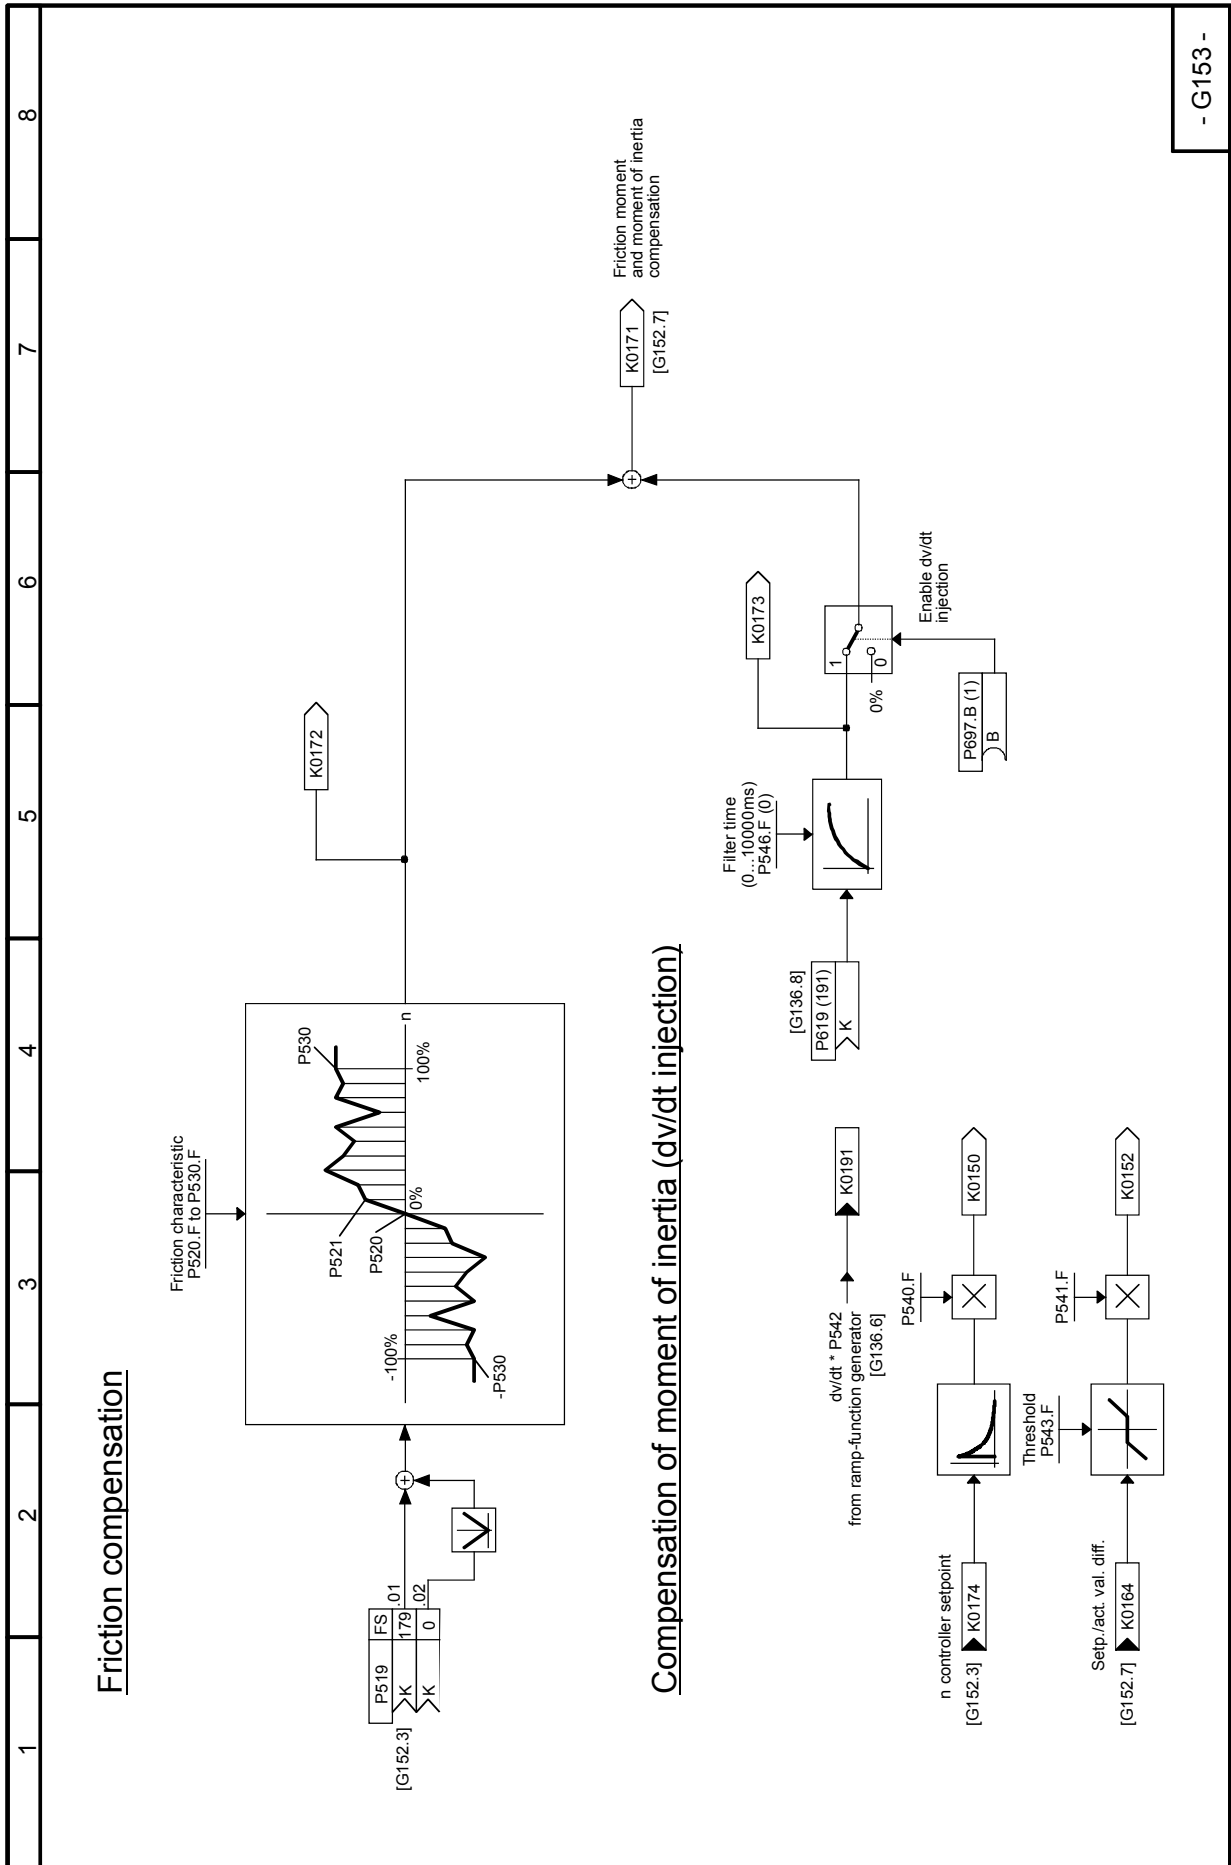 1
2
3
4
5
6
7
8
Friction compensation
Friction characteristic
P520.F to P530.F
P519
FS
K
179
.01
K
0
.02
[G152.3]
-100%
-P530
P520
P521
0%
P530
100%
n
K0172
Friction moment
and moment of inertia
compensation
K0171
[G152.7]
Compensation of moment of inertia (dv/dt injection)
Filter time
(0...10000ms)
P546.F (0)
[G136.8]
P619 (191)
K
K0173
1
0
0%
Enable dv/dt
injection
P697.B (1)
B
dv/dt * P542
from ramp-function generator
[G136.6]
K0191
n controller setpoint
[G152.3]
K0174
P540.F
K0150
Threshold
P543.F
Setp./act. val. diff.
[G152.7]
K0164
P541.F
K0152
- G153 -